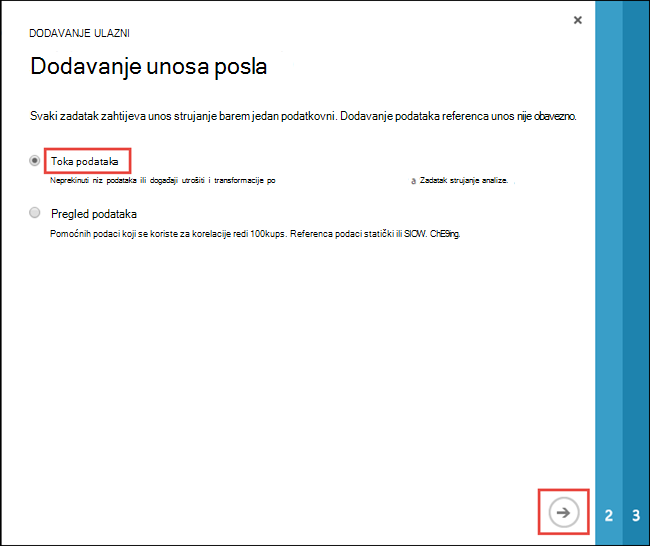 DODAVANJE ULAZNI
Dodavanje unosa posla
Svaki zadatak zahtijeva unos strujanje barem jedan podatkovni. Dodavanje podataka referenca unos nije obavezno.
Toka podataka
Neprekinuti niz podataka ili događaji utrošiti i transformacije po a Zadatak strujanje analize.
Pregled podataka
Pomoćnih podaci koji se koriste za korelacije redi 100kups. Referenca podaci statički ili SlOW. ChE9ing.
2 3